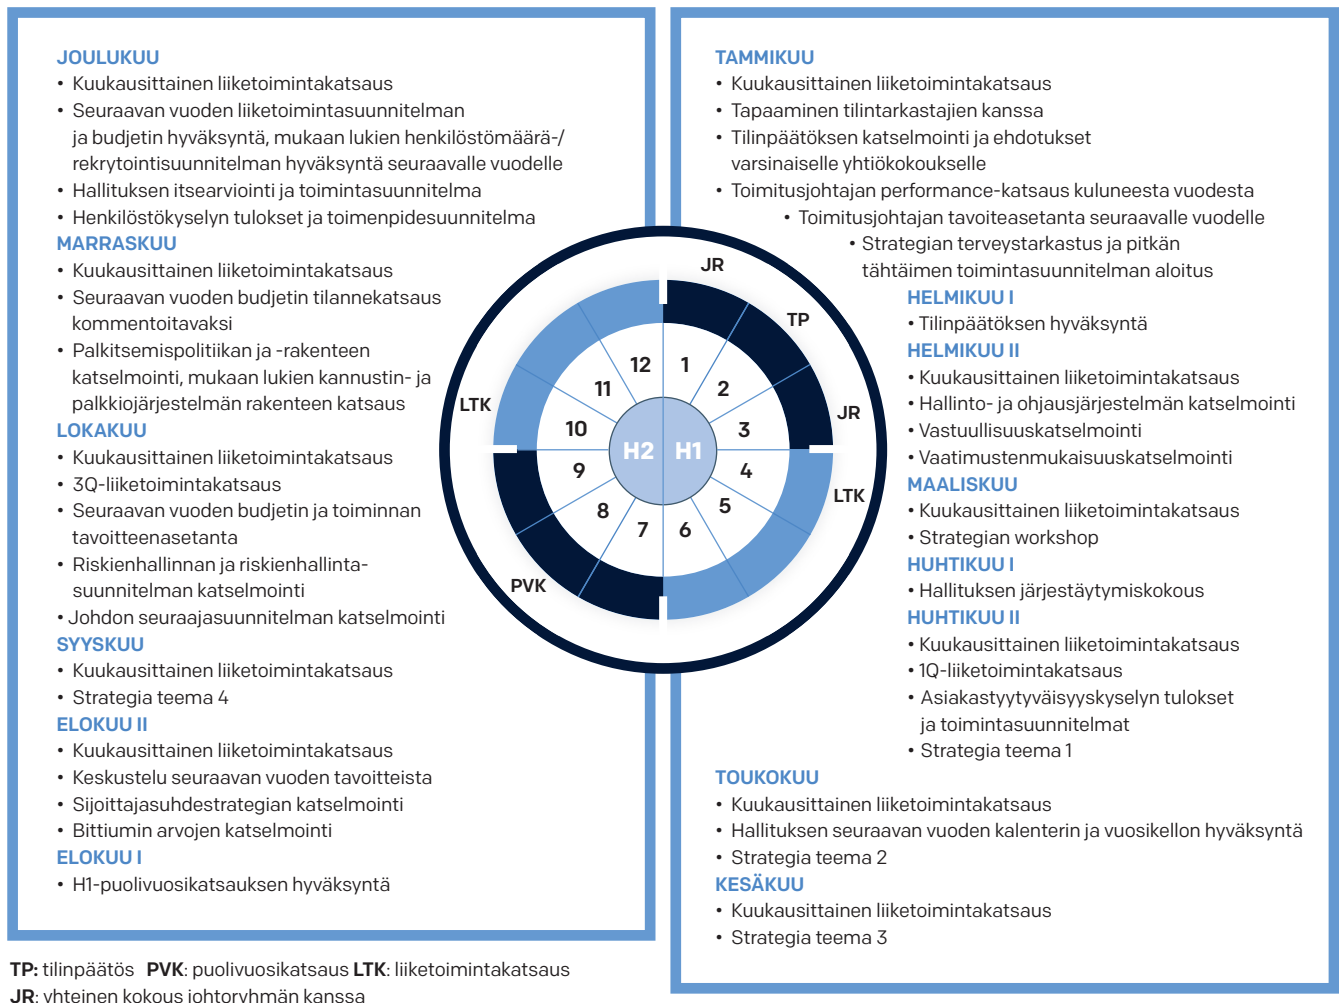 JOULUKUU
• Kuukausittainen liiketoimintakatsaus
• Seuraavan vuoden liiketoimintasuunnitelman
ja budjetin hyväksyntä, mukaan lukien henkilöstömäärä-/
rekrytointisuunnitelman hyväksyntä seuraavalle vuodelle
• Hallituksen itsearviointi ja toimintasuunnitelma
• Henkilöstökyselyn tulokset ja toimenpidesuunnitelma
MARRASKUU
• Kuukausittainen liiketoimintakatsaus
• Seuraavan vuoden budjetin tilannekatsaus
kommentoitavaksi
• Palkitsemispolitiikan ja -rakenteen
katselmointi, mukaan lukien kannustin- ja
palkkiojärjestelmän rakenteen katsaus
LOKAKUU
• Kuukausittainen liiketoimintakatsaus
• 3Q-liiketoimintakatsaus
• Seuraavan vuoden budjetin ja toiminnan
tavoitteenasetanta
• Riskienhallinnan ja riskienhallinta-
suunnitelman katselmointi
• Johdon seuraajasuunnitelman katselmointi
SYYSKUU
• Kuukausittainen liiketoimintakatsaus
• Strategia teema 4
ELOKUU II
• Kuukausittainen liiketoimintakatsaus
• Keskustelu seuraavan vuoden tavoitteista
• Sijoittajasuhdestrategian katselmointi
• Bittiumin arvojen katselmointi
ELOKUU I
• H1-puolivuosikatsauksen hyväksyntä
JR
TP
JR
LTK
PVK
LTK
12
1
11
2
10
3
9
4
8
5
7
6
H2
H1
TAMMIKUU
• Kuukausittainen liiketoimintakatsaus
• Tapaaminen tilintarkastajien kanssa
• Tilinpäätöksen katselmointi ja ehdotukset
varsinaiselle yhtiökokoukselle
• Toimitusjohtajan performance-katsaus kuluneesta vuodesta
• Toimitusjohtajan tavoiteasetanta seuraavalle vuodelle
• Strategian terveystarkastus ja pitkän
tähtäimen toimintasuunnitelman aloitus
HELMIKUU I
• Tilinpäätöksen hyväksyntä
HELMIKUU II
• Kuukausittainen liiketoimintakatsaus
• Hallinto- ja ohjausjärjestelmän katselmointi
• Vastuullisuuskatselmointi
• Vaatimustenmukaisuuskatselmointi
MAALISKUU
• Kuukausittainen liiketoimintakatsaus
• Strategian workshop
HUHTIKUU I
• Hallituksen järjestäytymiskokous
HUHTIKUU II
• Kuukausittainen liiketoimintakatsaus
• 1Q-liiketoimintakatsaus
• Asiakastyytyväisyyskyselyn tulokset
ja toimintasuunnitelmat
• Strategia teema 1
TOUKOKUU
• Kuukausittainen liiketoimintakatsaus
• Hallituksen seuraavan vuoden kalenterin ja vuosikellon hyväksyntä
• Strategia teema 2
KESÄKUU
• Kuukausittainen liiketoimintakatsaus
• Strategia teema 3
TP: tilinpäätös PVK: puolivuosikatsaus LTK: liiketoimintakatsaus
JR: yhteinen kokous johtoryhmän kanssa